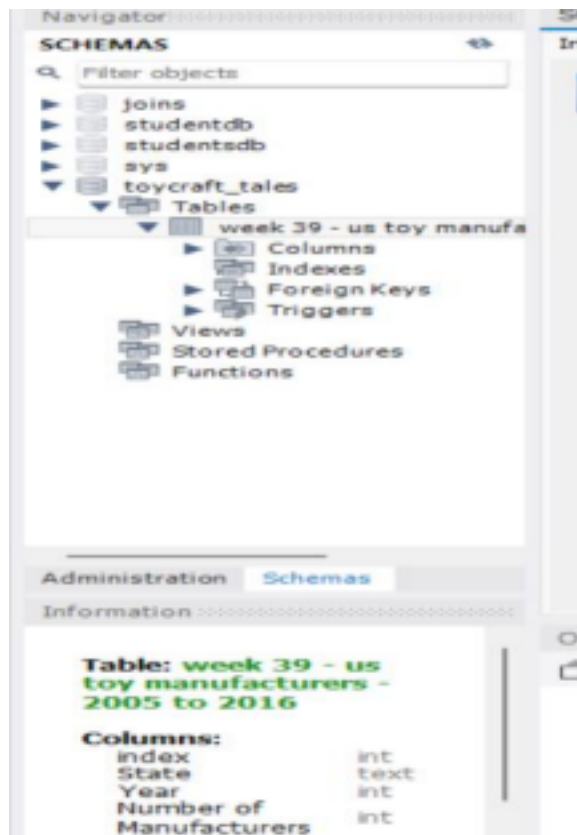 Navigator
SCHEMAS
Filter objects
joins
studentdb
studentsdb
sys
toycraft_tales
Tables
week 39 - us toy manufa
Columns
Indexes
Foreign Keys
Triggers
Views
Stored Procedures
Functions
Administration Schemas
Information
Table: week 39 - us
toy manufacturers -
2005 to 2016
Columns:
index int
State text
Year int
Number of
Manufacturers int